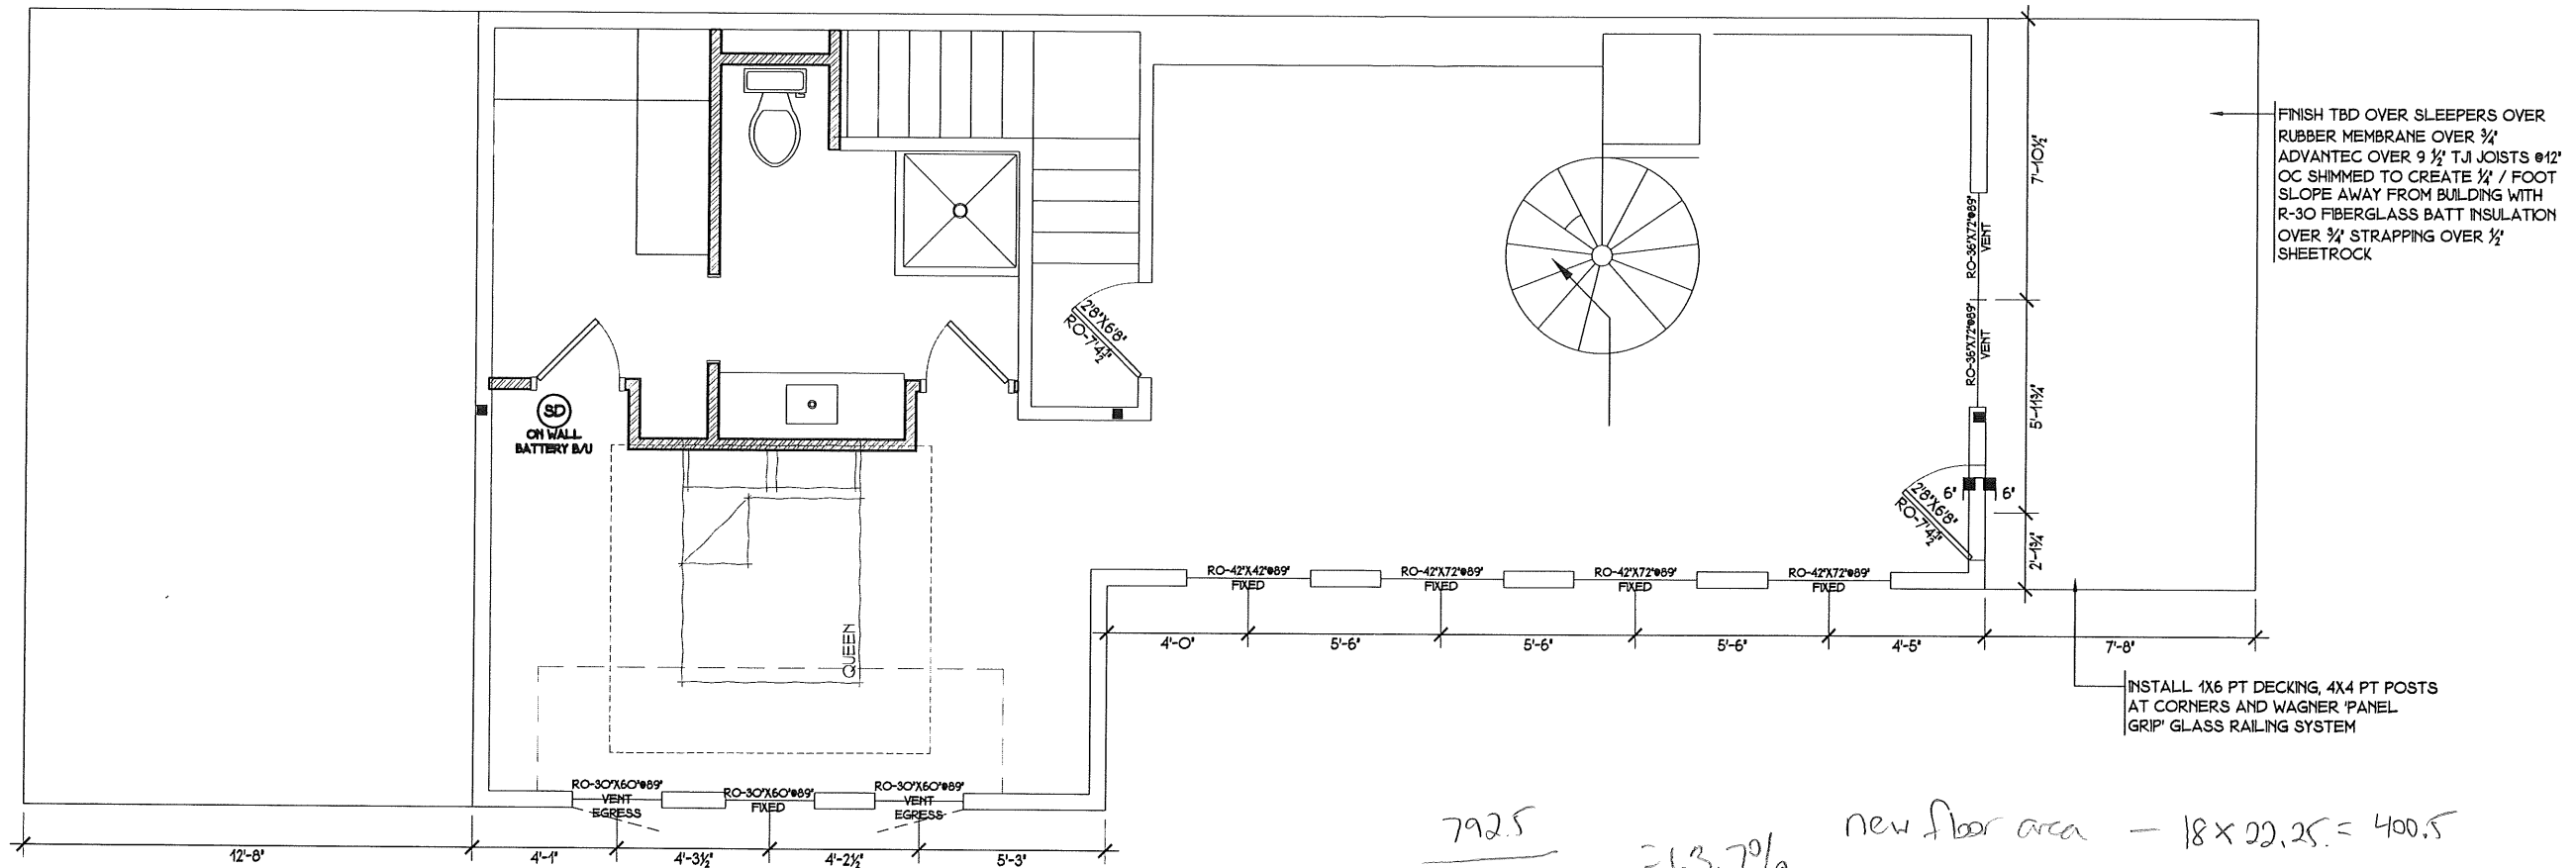 FINISH TBD OVER SLEEPERS OVER
RUBBER MEMBRANE OVER ¾"
ADVANTEC OVER 9 ½" TJI JOISTS @12"
OC SHIMMED TO CREATE ¼" / FOOT
SLOPE AWAY FROM BUILDING WITH
R-30 FIBERGLASS BATT INSULATION
OVER ¾" STRAPPING OVER ½"
SHEETROCK
7'-10½"
RO-36"X72"@89"
VENT
RO-36"X72"@89"
VENT
5'-11¾"
2'8"X6'8"
RO-7'4½"
SD
ON WALL
BATTERY B/U
6" 6"
2'8"X6'8"
RO-7'4½"
2'-1¾"
QUEEN
RO-42"X42"@89"
FIXED
RO-42"X72"@89"
FIXED
RO-42"X72"@89"
FIXED
RO-42"X72"@89"
FIXED
4'-0" 5'-6" 5'-6" 5'-6" 4'-5" 7'-8"
INSTALL 1X6 PT DECKING, 4X4 PT POSTS
AT CORNERS AND WAGNER 'PANEL
GRIP' GLASS RAILING SYSTEM
RO-30"X60"@89"
VENT
EGRESS
RO-30"X60"@89"
FIXED
RO-30"X60"@89"
VENT
EGRESS
12'-8" 4'-1" 4'-3½" 4'-2½" 5'-3"
792.5
new floor area — 18 x 22.25 = 400.5